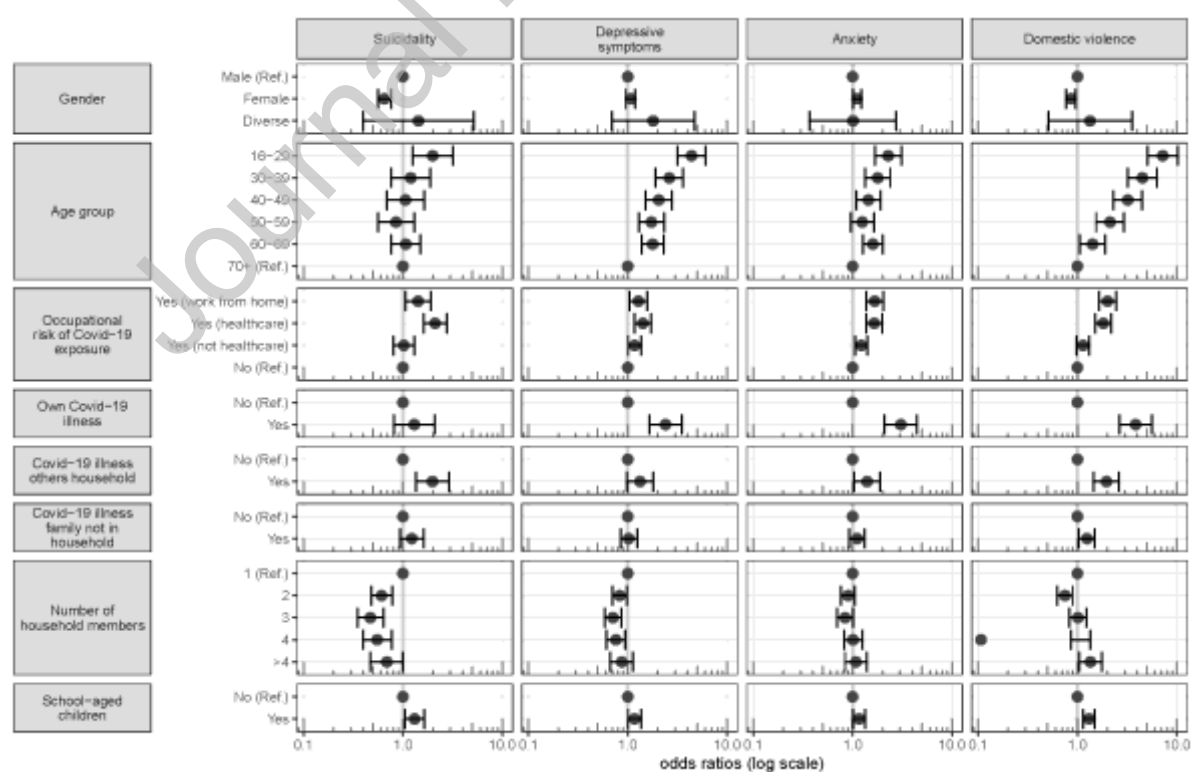 Journal
Suicidality
Depressive
symptoms
Anxiety
Domestic violence
Gender
Male (Ref.)
Female
Diverse
Age group
16−29
30−39
40−49
50−59
60−69
70+ (Ref.)
Occupational
risk of Covid−19
exposure
Yes (work from home)
Yes (healthcare)
Yes (not healthcare)
No (Ref.)
Own Covid−19
illness
No (Ref.)
Yes
Covid−19 illness
others household
No (Ref.)
Yes
Covid−19 illness
family not in
household
No (Ref.)
Yes
Number of
household members
1 (Ref.)
2
3
4
>4
School−aged
children
No (Ref.)
Yes
0.1 1.0 10.0 0.1 1.0 10.0 0.1 1.0 10.0 0.1 1.0 10.0
odds ratios (log scale)